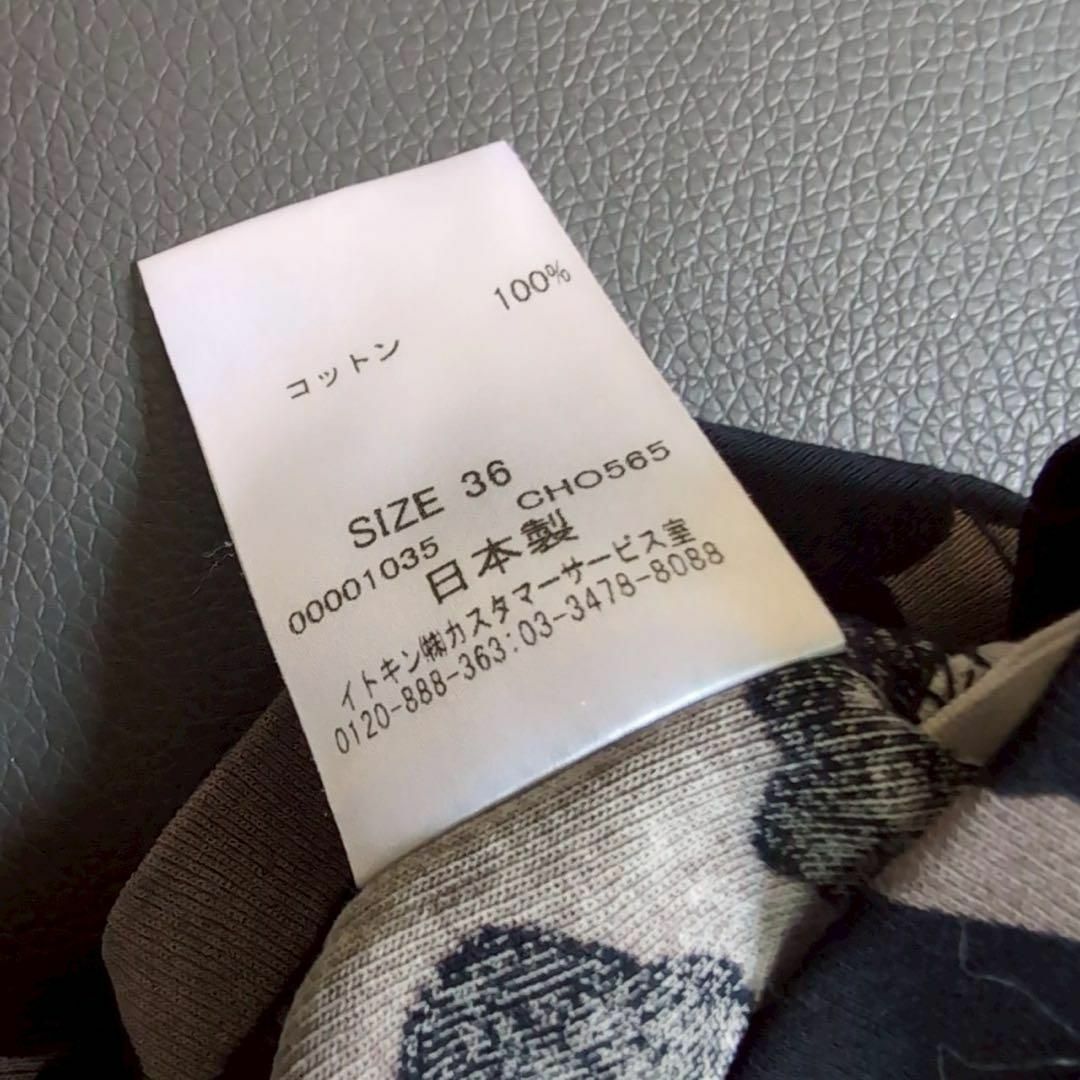 コットン 100%
SIZE 36
00001035 CHO565
日本製
イトキン㈱カスタマーサービス室
0120-888-363:03-3478-8088